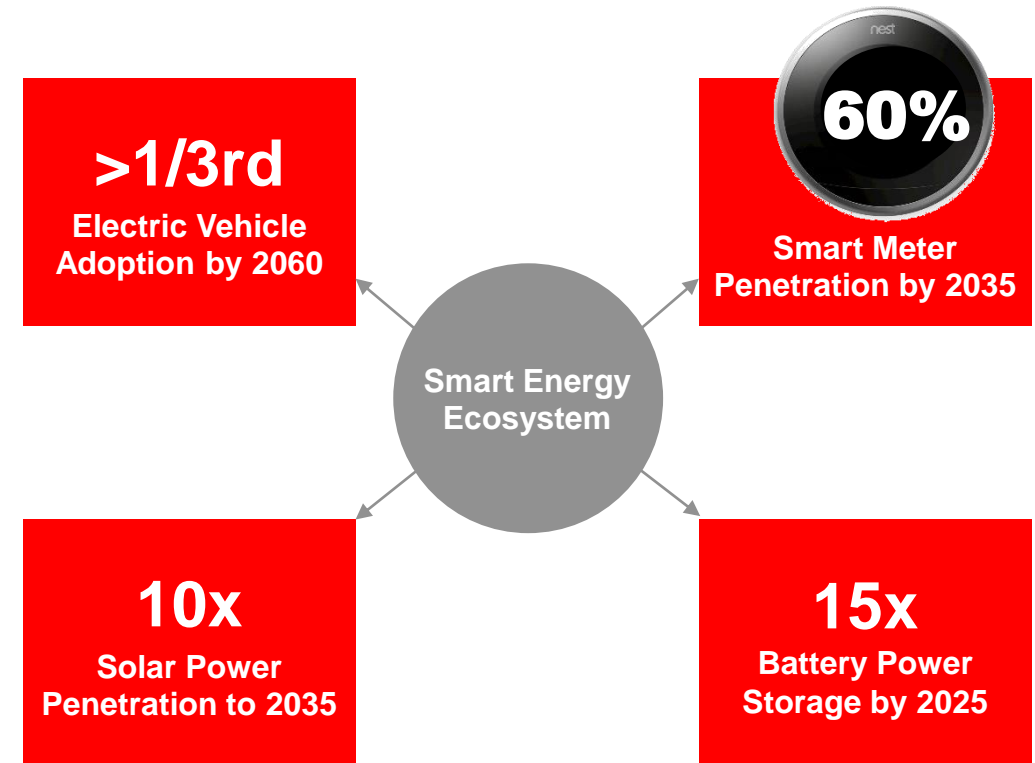 >1/3rd
Electric Vehicle
Adoption by 2060
nest
60%
Smart Meter
Penetration by 2035
Smart Energy
Ecosystem
10x
Solar Power
Penetration to 2035
15x
Battery Power
Storage by 2025